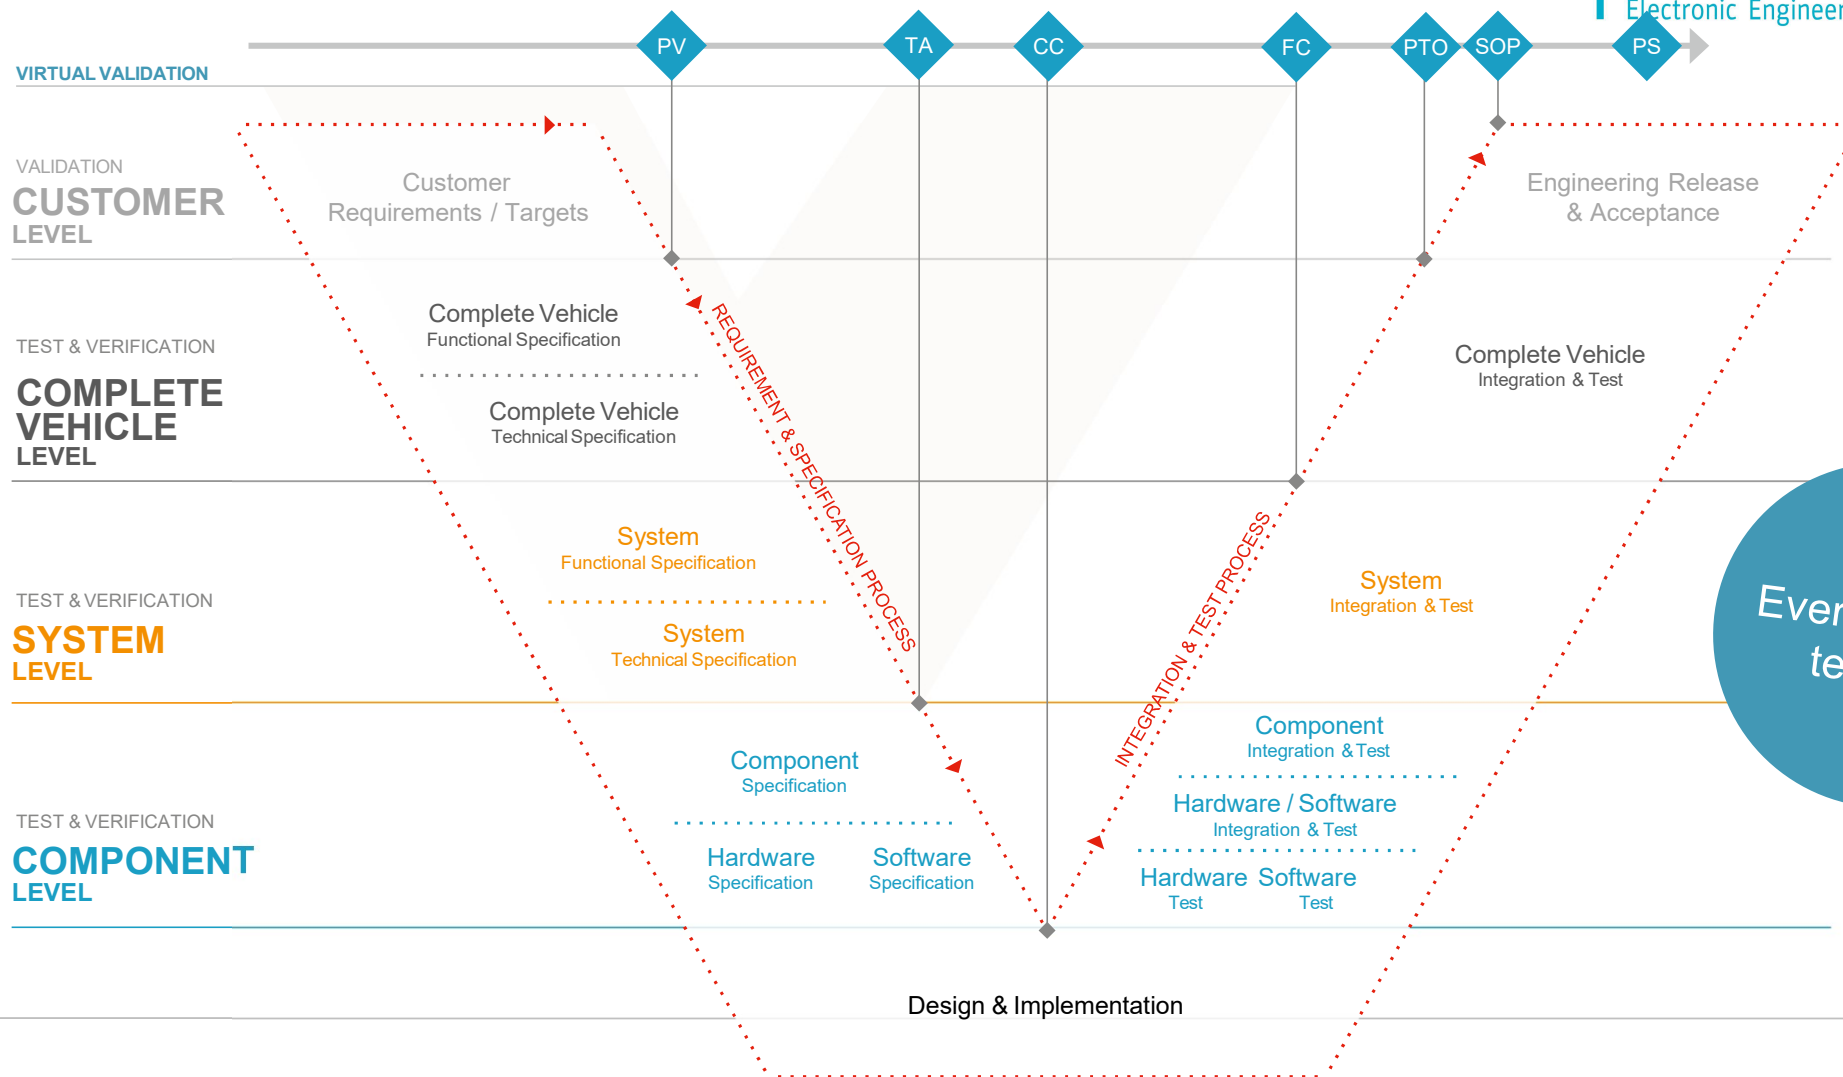 Electronic Engineer
PV
TA
CC
FC
PTO
SOP
PS
VIRTUAL VALIDATION
VALIDATION
CUSTOMER
LEVEL
Customer
Requirements / Targets
Engineering Release
& Acceptance
TEST & VERIFICATION
COMPLETE
VEHICLE
LEVEL
Complete Vehicle
Functional Specification
Complete Vehicle
Technical Specification
REQUIREMENT & SPECIFICATION PROCESS
Complete Vehicle
Integration & Test
TEST & VERIFICATION
SYSTEM
LEVEL
System
Functional Specification
System
Technical Specification
INTEGRATION & TEST PROCESS
System
Integration & Test
Ever
te
TEST & VERIFICATION
COMPONENT
LEVEL
Component
Specification
Hardware
Specification
Software
Specification
Component
Integration & Test
Hardware / Software
Integration & Test
Hardware
Test
Software
Test
Design & Implementation